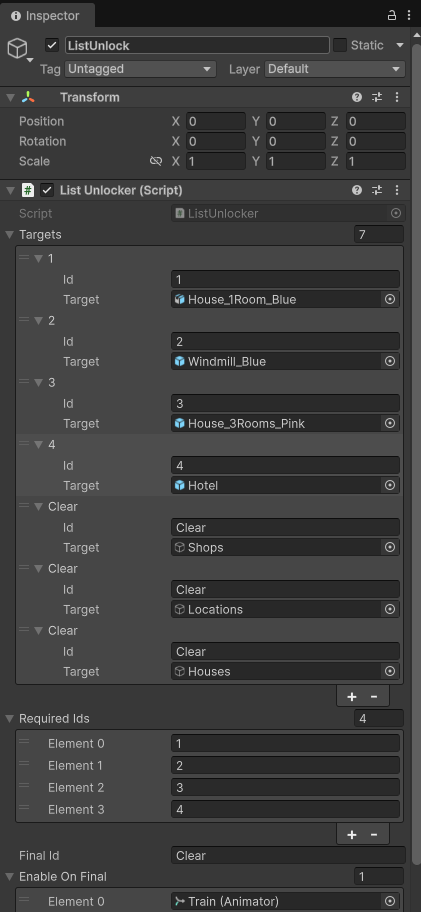 Inspector
ListUnlock Static
Tag Untagged Layer Default
Transform
Position X 0 Y 0 Z 0
Rotation X 0 Y 0 Z 0
Scale X 1 Y 1 Z 1
# List Unlocker (Script)
Script # ListUnlocker
Targets 7
1
Id 1
Target House_1Room_Blue
2
Id 2
Target Windmill_Blue
3
Id 3
Target House_3Rooms_Pink
4
Id 4
Target Hotel
Clear
Id Clear
Target Shops
Clear
Id Clear
Target Locations
Clear
Id Clear
Target Houses
+ -
Required Ids 4
Element 0 1
Element 1 2
Element 2 3
Element 3 4
+ -
Final Id Clear
Enable On Final 1
Element 0 Train (Animator)